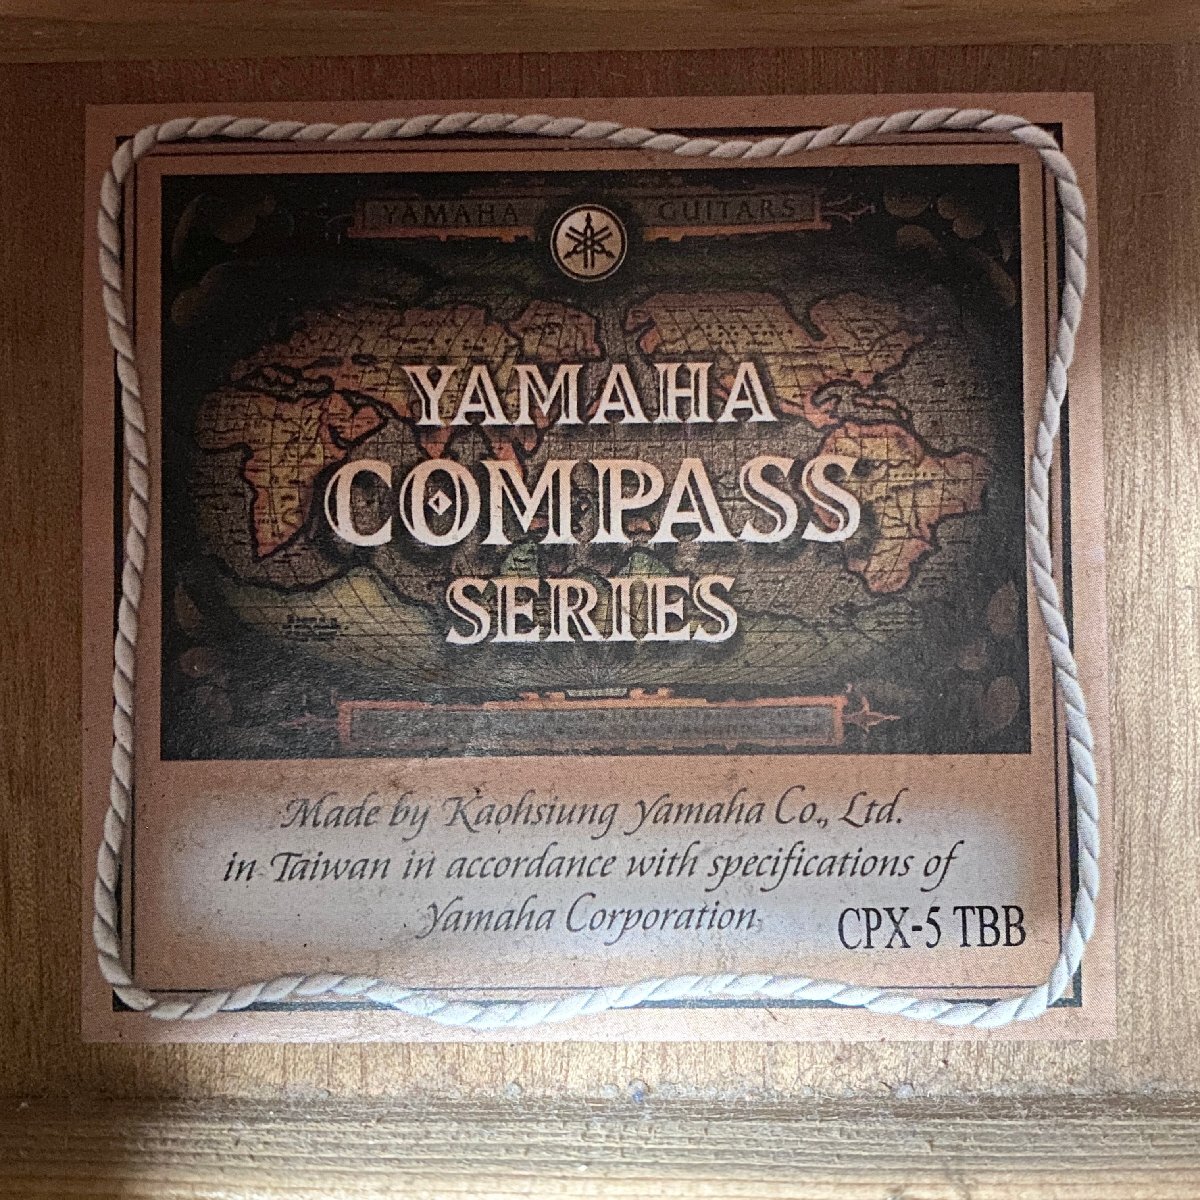 YAMAHA GUITARS
YAMAHA
COMPASS
SERIES
Made by Kaohsiung Yamaha Co., Ltd.
in Taiwan in accordance with specifications of
Yamaha Corporation
CPX-5 TBB